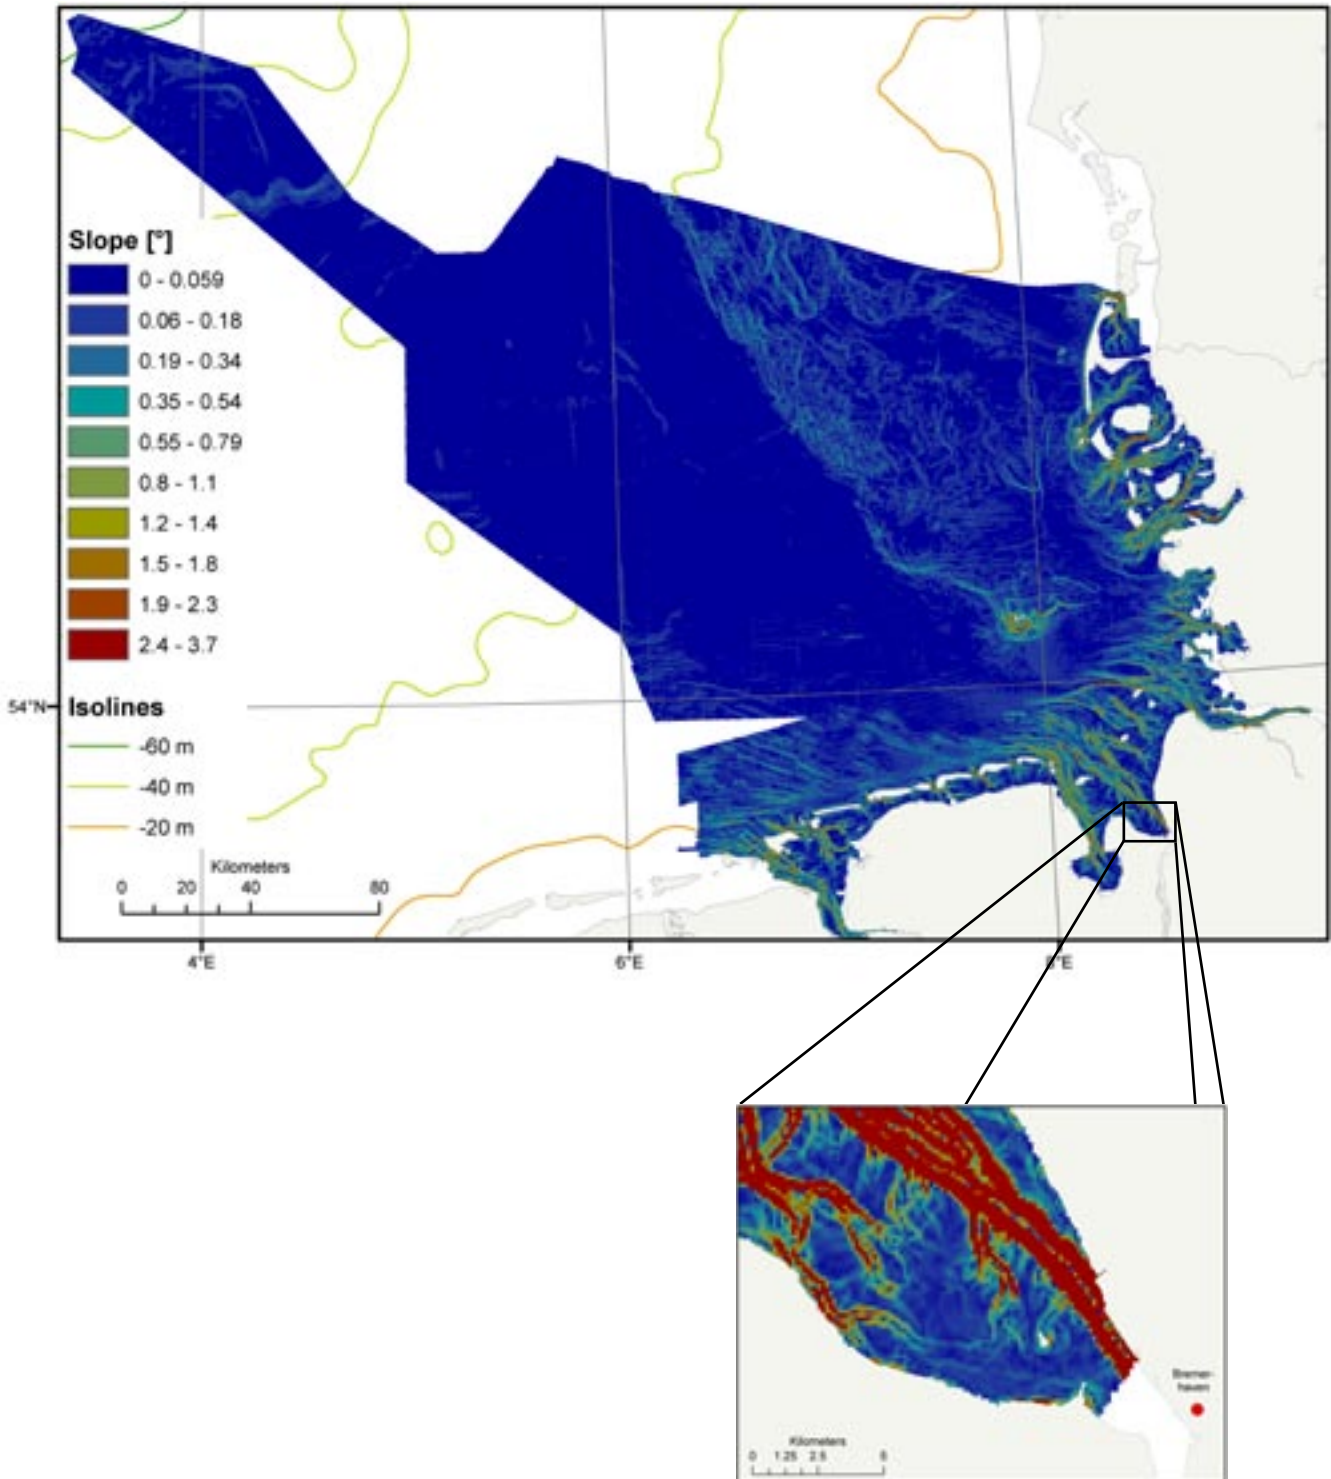 Slope [°]
0 - 0.059
0.06 - 0.18
0.19 - 0.34
0.35 - 0.54
0.55 - 0.79
0.8 - 1.1
1.2 - 1.4
1.5 - 1.8
1.9 - 2.3
2.4 - 3.7
54°N
Isolines
-60 m
-40 m
-20 m
Kilometers
0 20 40 80
4°E 6°E 8°E
Bremer-
haven
Kilometers
0 1.25 2.5 5